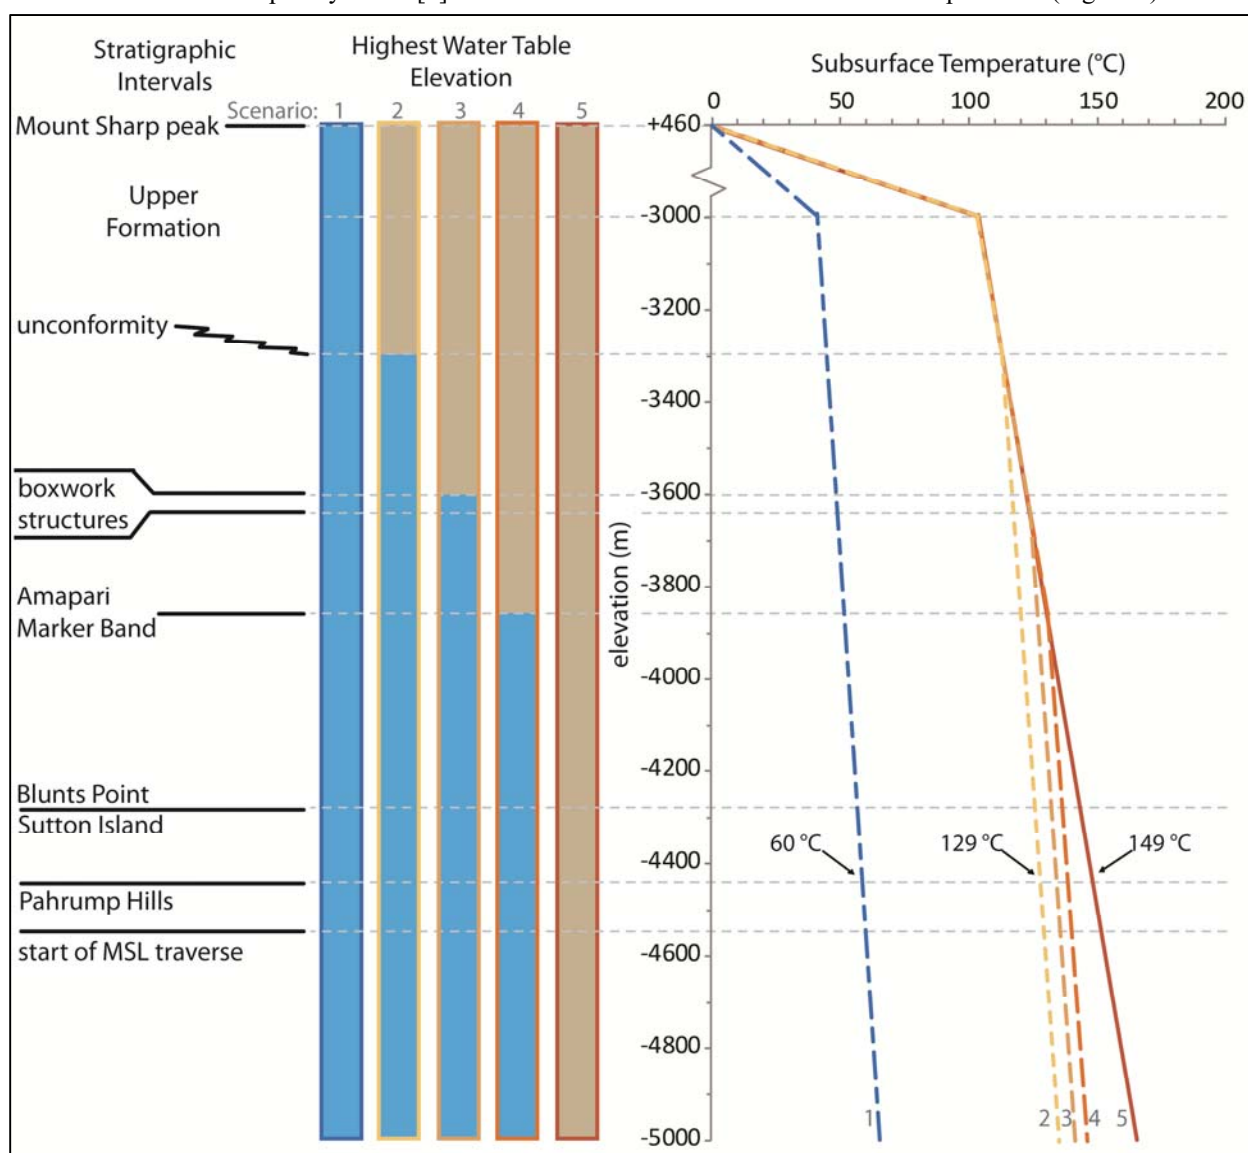 Stratigraphic
Intervals
Highest Water Table
Elevation
Subsurface Temperature (°C)
Scenario: 1 2 3 4 5
0 50 100 150 200
Mount Sharp peak
+460
Upper
Formation
-3000
-3200
unconformity
-3400
boxwork
structures
-3600
elevation (m)
-3800
Amapari
Marker Band
-4000
-4200
Blunts Point
Sutton Island
60 °C 129 °C 149 °C
-4400
Pahrump Hills
start of MSL traverse
-4600
-4800
1 2 3 4 5
-5000